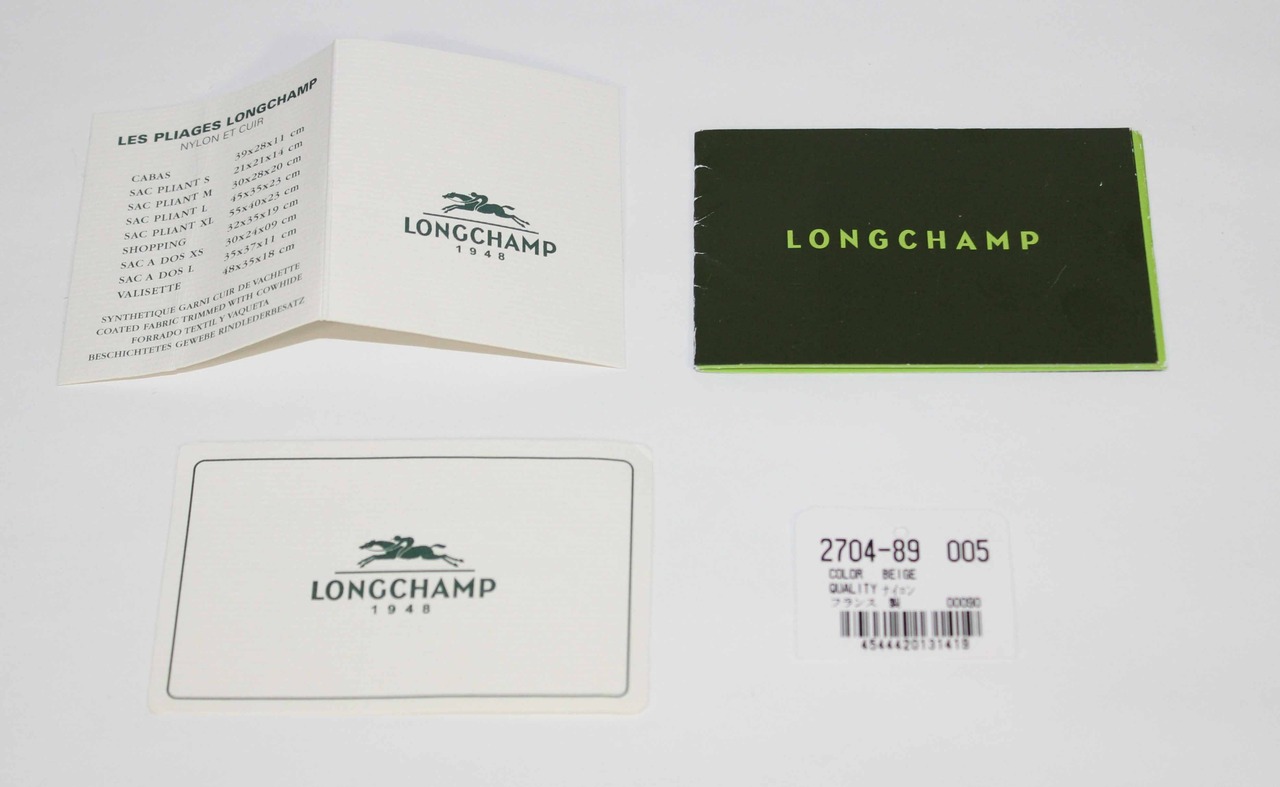 LES PLIAGES LONGCHAMP
NYLON ET CUIR
CABAS 39x28x11 cm
SAC PLIANT S 21x21x14 cm
SAC PLIANT M 30x28x20 cm
SAC PLIANT L 45x35x23 cm
SAC PLIANT XL 55x40x23 cm
SHOPPING 32x35x19 cm
SAC A DOS XS 30x24x09 cm
SAC A DOS L 35x37x11 cm
VALISETTE 48x35x18 cm
SYNTHETIQUE GARNI CUIR DE VACHETTE
COATED FABRIC TRIMMED WITH COWHIDE
FORRADO TEXTIL Y VAQUETA
BESCHICHTETES GEWEBE RINDLEDERBESATZ
LONGCHAMP
1948
LONGCHAMP
LONGCHAMP
1948
2704-89 005
COLOR BEIGE
QUALITY ナイロン
フランス 製 00090
4544420131419